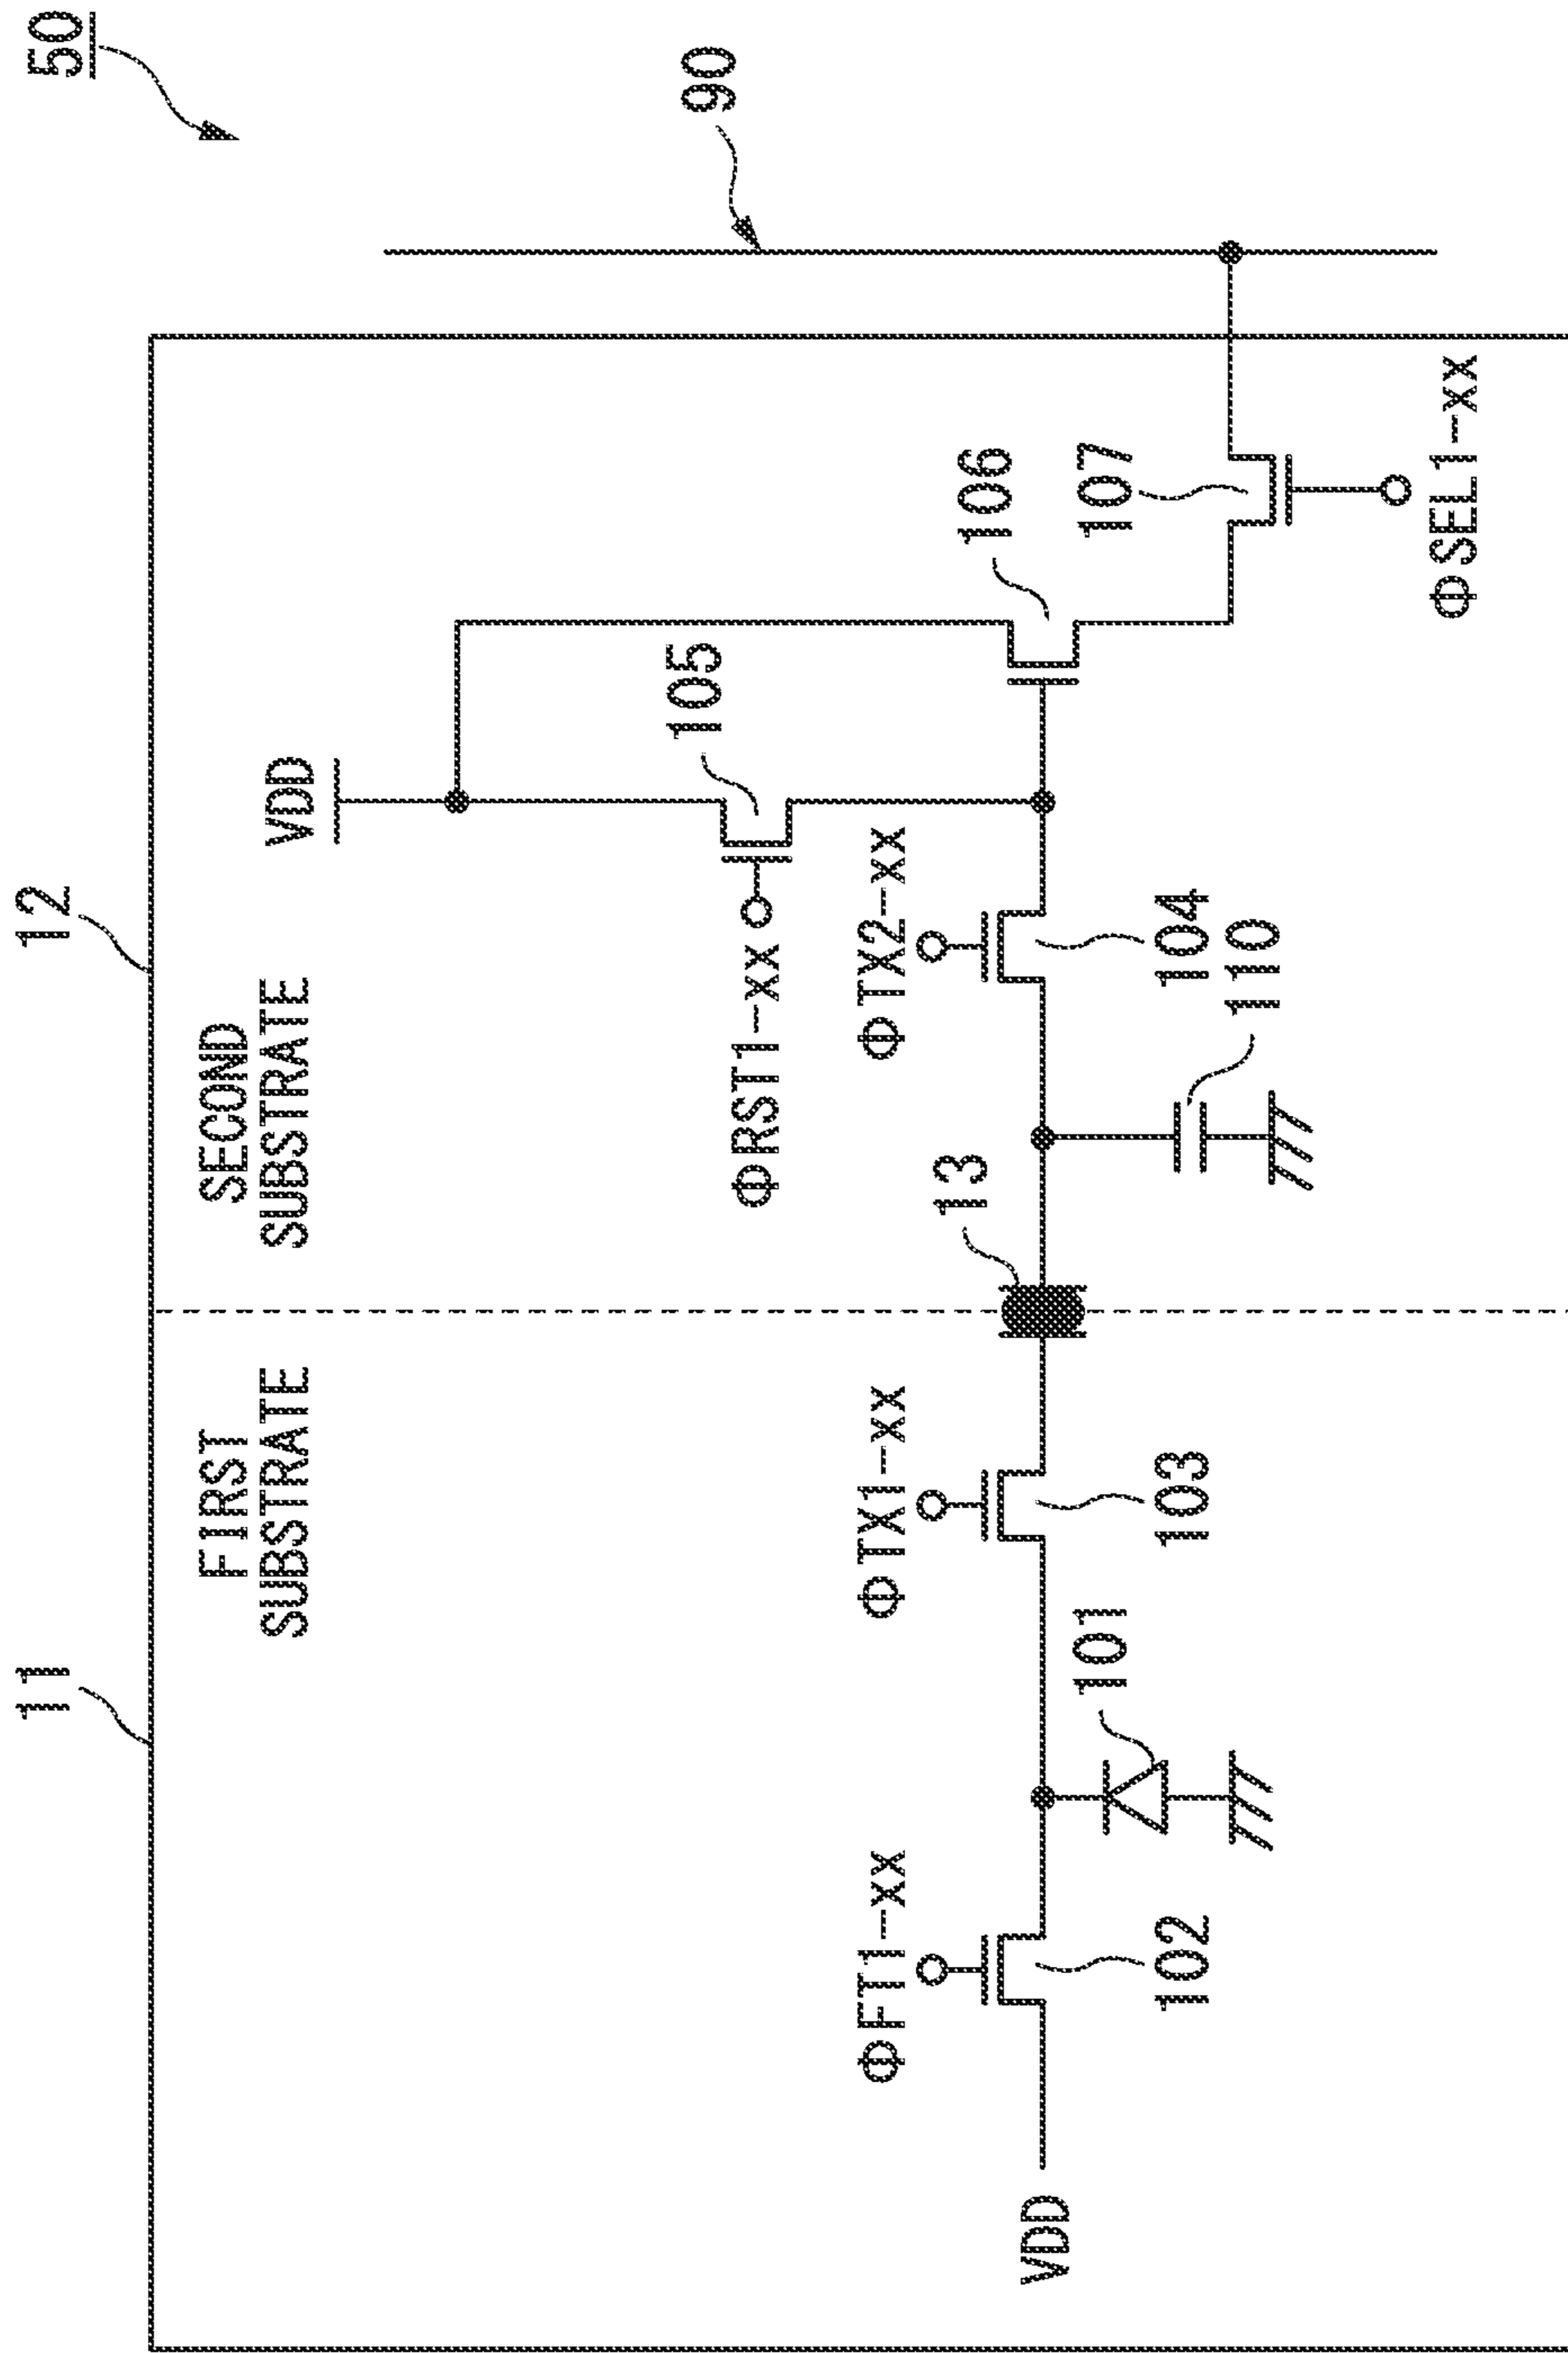 50
11
12
90
FIRST
SUBSTRATE
SECOND
SUBSTRATE
VDD
105
ΦRST1-xx
ΦFT1-xx
ΦTX1-xx
ΦTX2-xx
13
106
VDD
101
107
102
103
104
110
ΦSEL1-xx